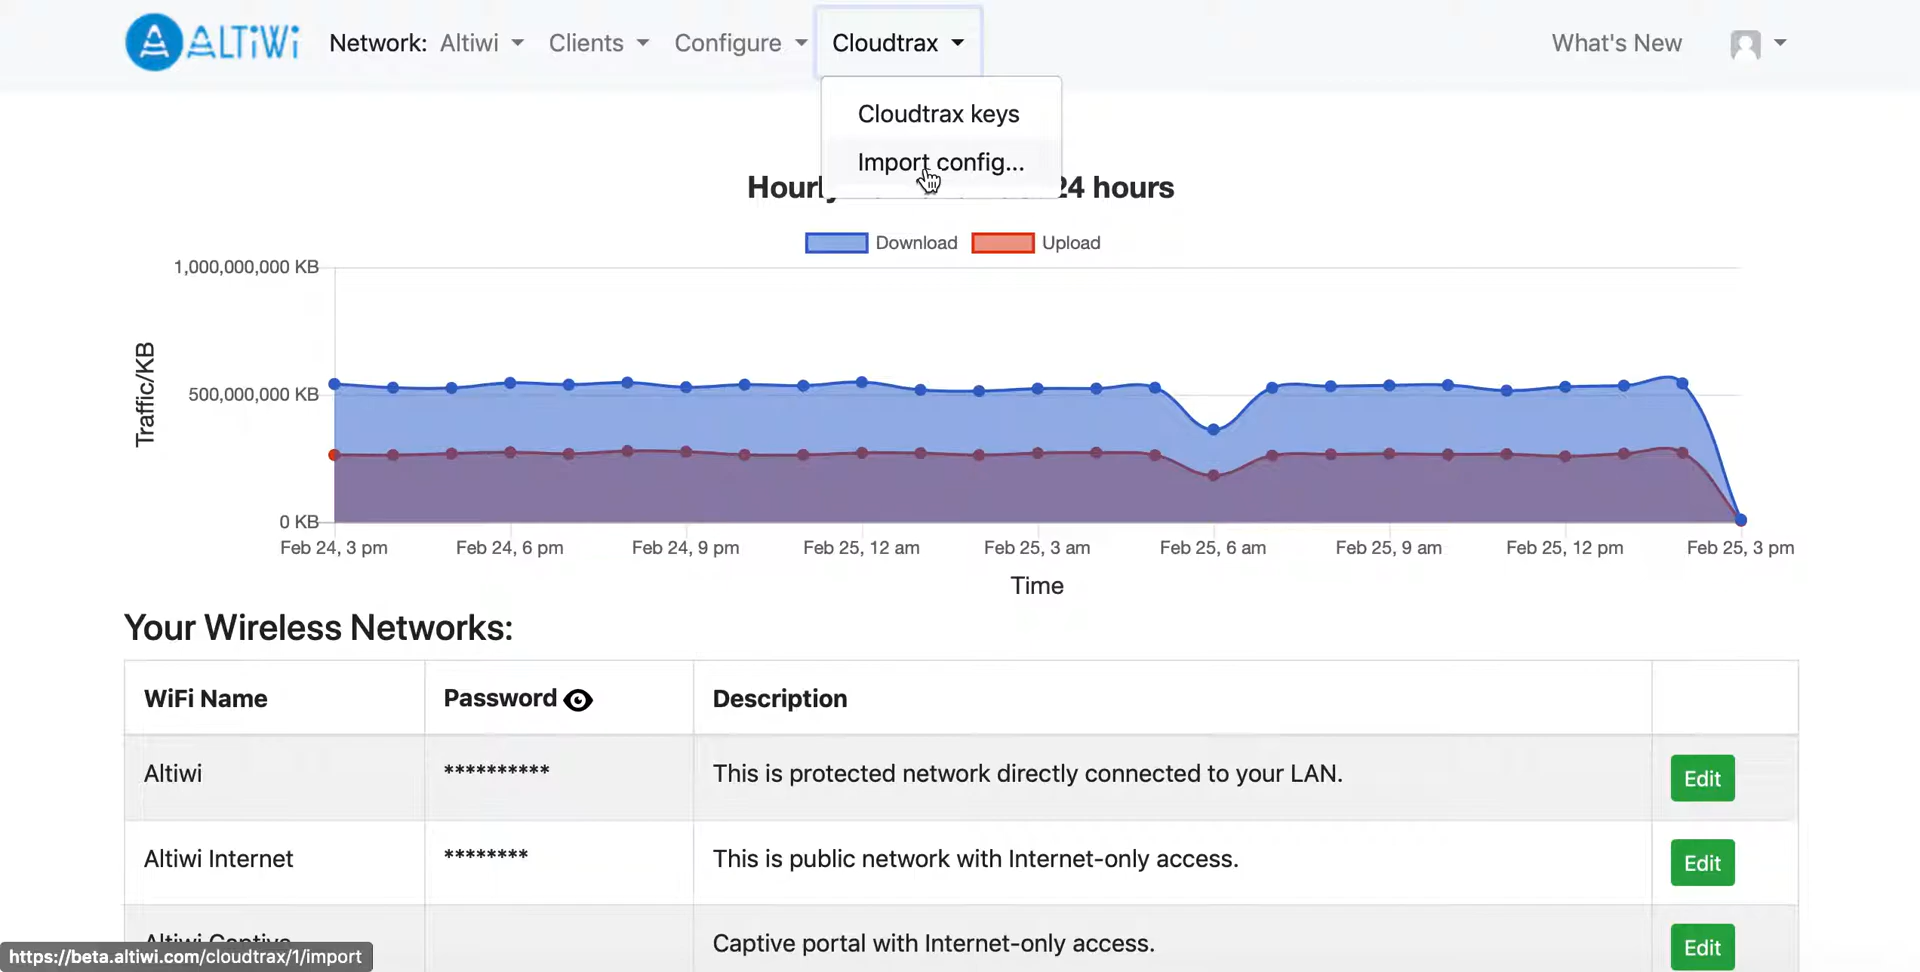 ALTiWi Network: Altiwi Clients Configure Cloudtrax What's New
Cloudtrax keys
Import config...
Hourly 24 hours
Download Upload
1,000,000,000 KB
500,000,000 KB
0 KB
Traffic/KB
Feb 24, 3 pm Feb 24, 6 pm Feb 24, 9 pm Feb 25, 12 am Feb 25, 3 am Feb 25, 6 am Feb 25, 9 am Feb 25, 12 pm Feb 25, 3 pm
Time
Your Wireless Networks:
WiFi Name Password Description
Altiwi ********** This is protected network directly connected to your LAN. Edit
Altiwi Internet ******** This is public network with Internet-only access. Edit
Altiwi Captive Captive portal with Internet-only access. Edit
https://beta.altiwi.com/cloudtrax/1/import